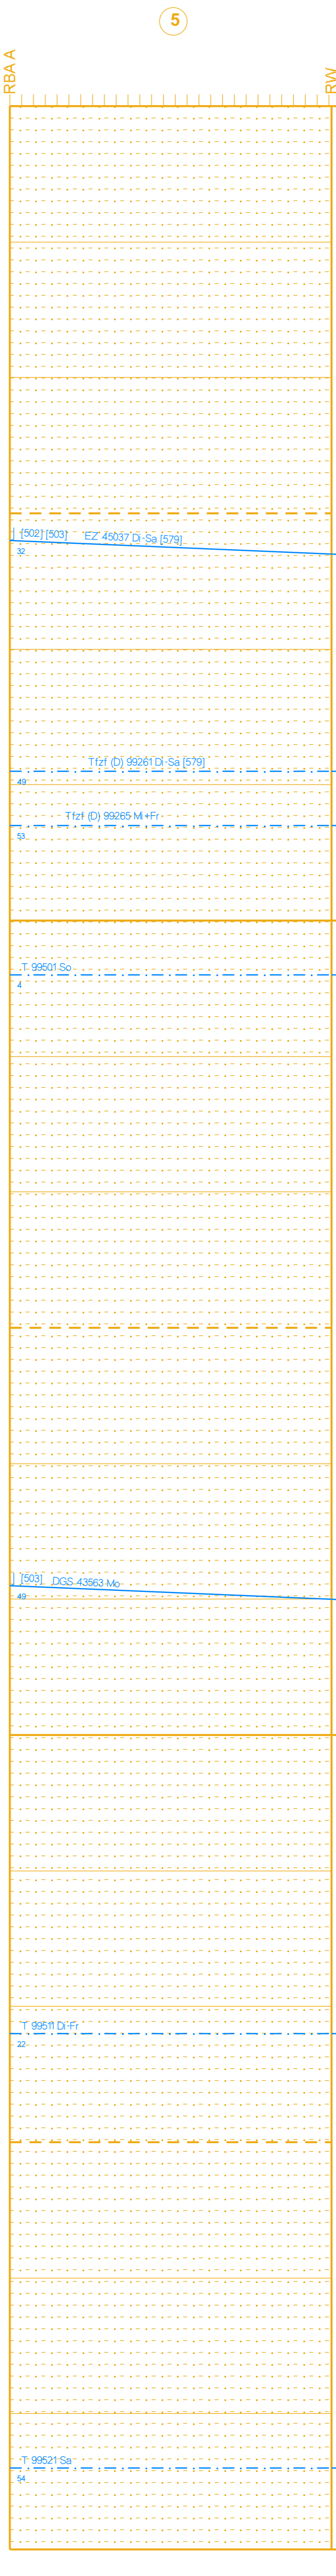 5
RBA A
RW
[502] [503] EZ 45037 Di-Sa [579]
32
Tfzf (D) 99261 Di-Sa [579]
49
Tfzf (D) 99265 Mi+Fr
53
T 99501 So
4
[503] DGS 43563 Mo
49
T 99511 Di-Fr
22
T 99521 Sa
54